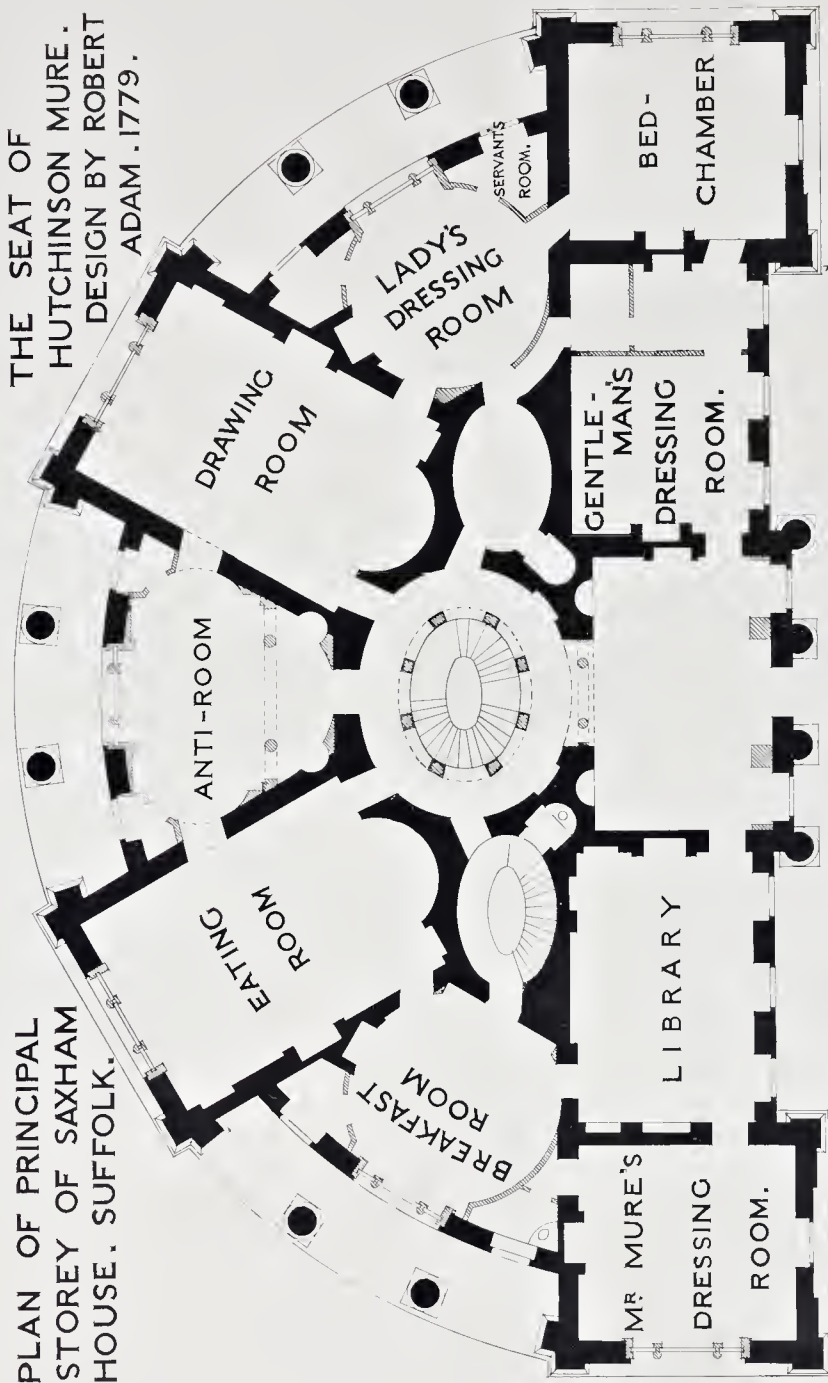 PLAN OF PRINCIPAL
STOREY OF SAXHAM
HOUSE. SUFFOLK.
THE SEAT OF
HUTCHINSON MURE.
DESIGN BY ROBERT
ADAM. 1779.
EATING
ROOM
ANTI-ROOM
DRAWING
ROOM
BREAKFAST
ROOM
LADY'S
DRESSING
ROOM
SERVANT'S
ROOM.
MR MURE'S
DRESSING
ROOM.
LIBRARY
GENTLE-
MAN'S
DRESSING
ROOM.
BED-
CHAMBER